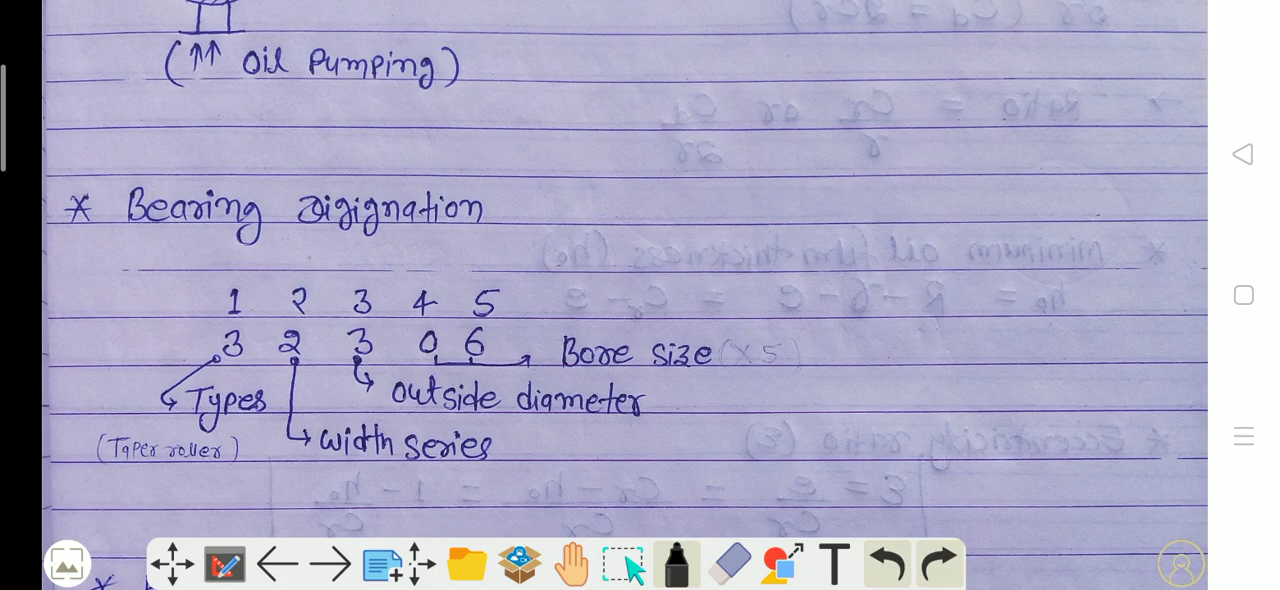 (↑↑ Oil Pumping)
* Bearing Digignation
1 2 3 4 5
3 2 3 0 6 → Bore size (×5)
↳ Types ↳ outside diameter
(Taper roller) ↳ width series
T